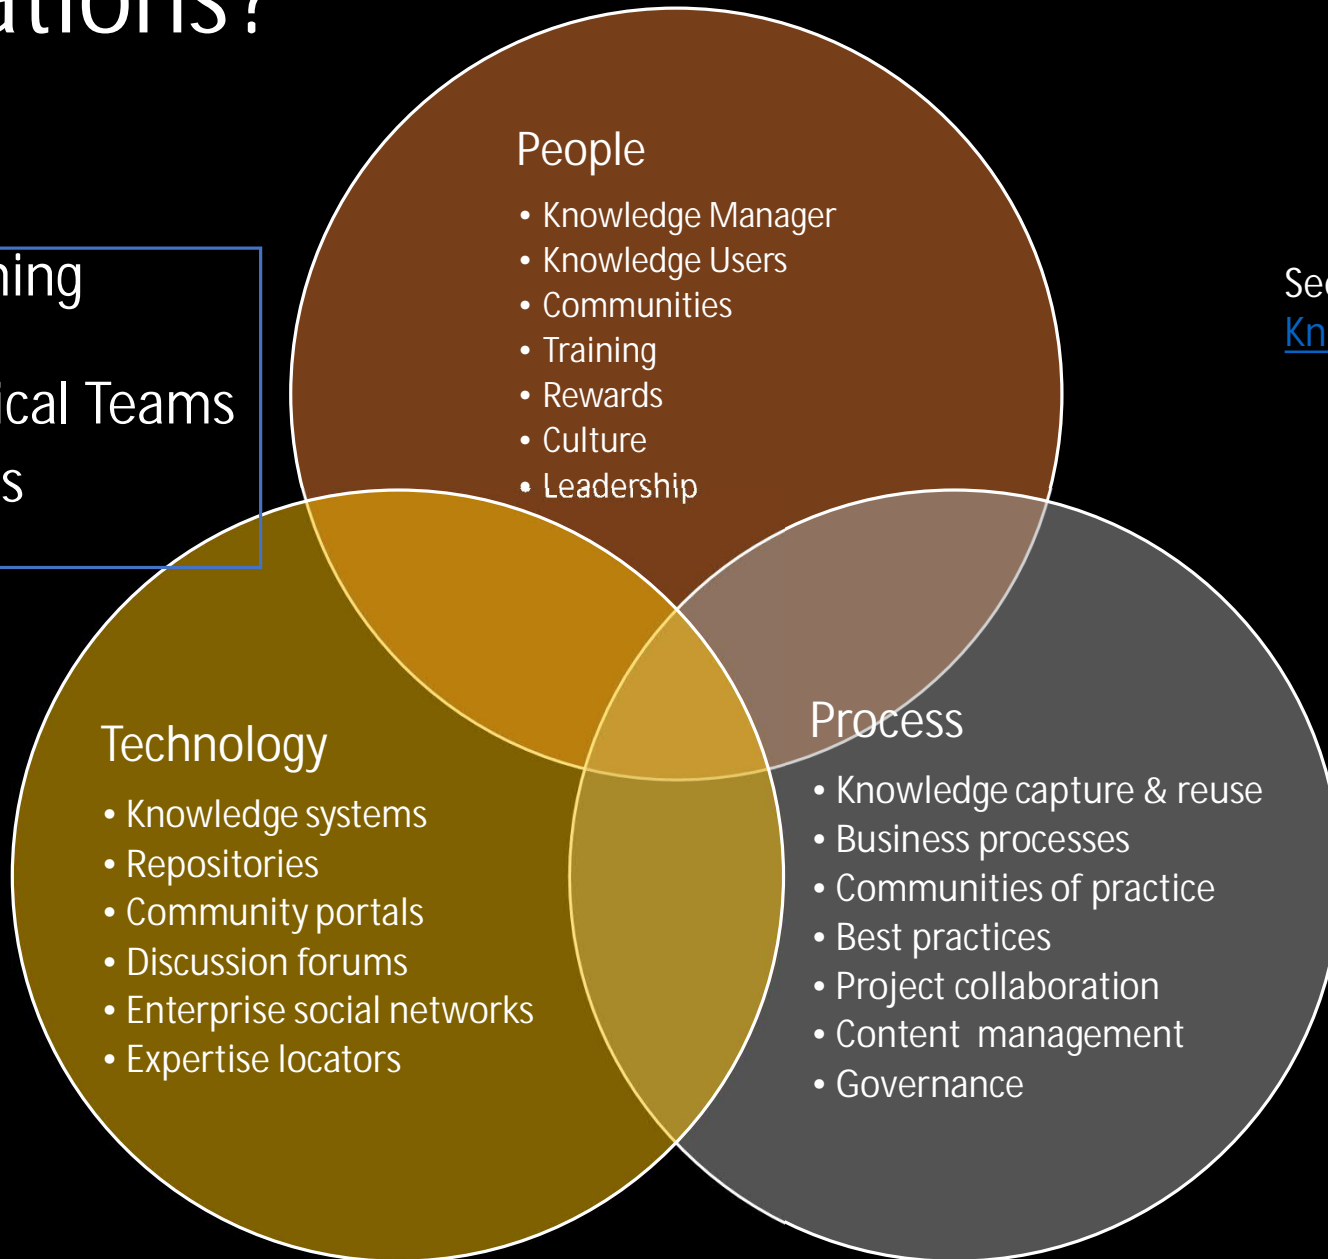 People
• Knowledge Manager
• Knowledge Users
• Communities
• Training
• Rewards
• Culture
• Leadership
ical Teams
Technology
• Knowledge systems
• Repositories
• Community portals
• Discussion forums
• Enterprise social networks
• Expertise locators
Process
• Knowledge capture & reuse
• Business processes
• Communities of practice
• Best practices
• Project collaboration
• Content management
• Governance